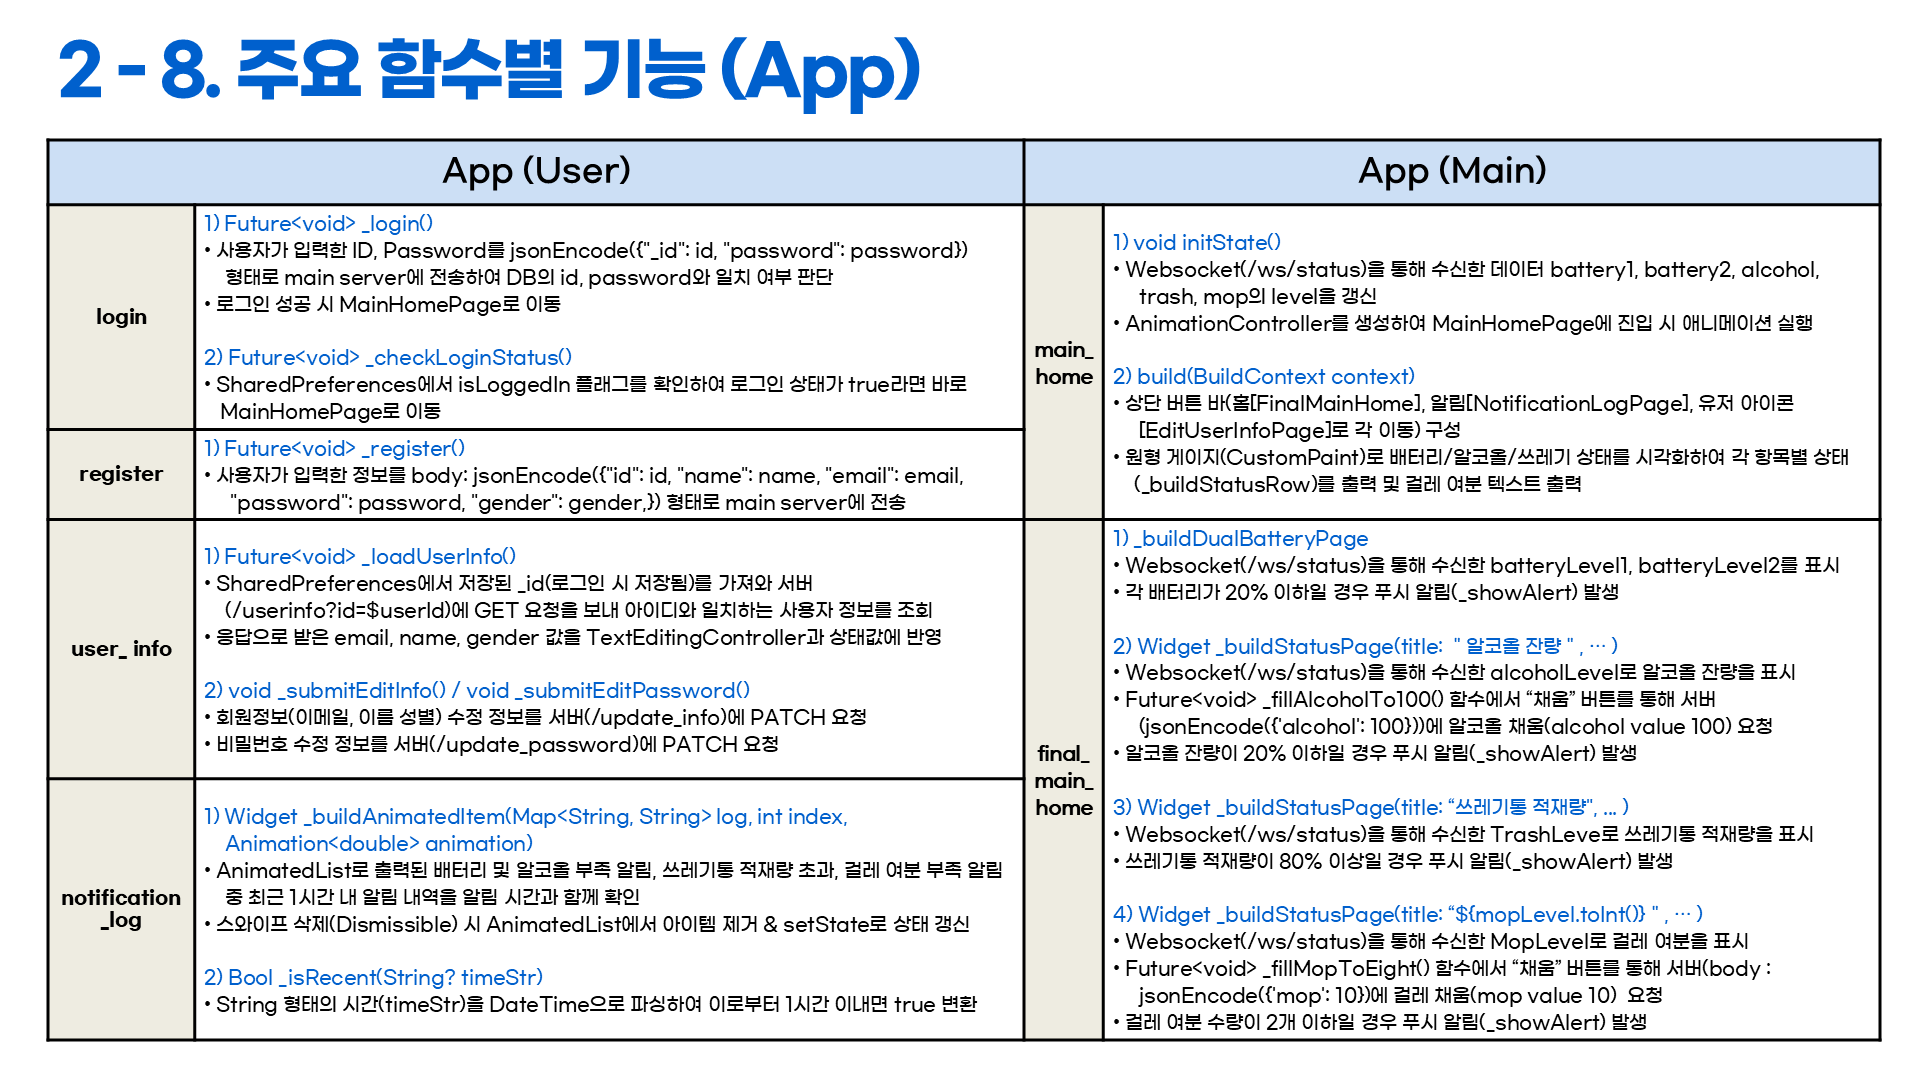 2 - 8. 주요 함수별 기능 (App)
App (User)
login
1) Future<void> _login()
• 사용자가 입력한 ID, Password를 jsonEncode({"_id": id, "password": password})
형태로 main server에 전송하여 DB의 id, password와 일치 여부 판단
• 로그인 성공 시 MainHomePage로 이동
2) Future<void> _checkLoginStatus()
• SharedPreferences에서 isLoggedIn 플래그를 확인하여 로그인 상태가 true라면 바로
MainHomePage로 이동
register
1) Future<void> _register()
• 사용자가 입력한 정보를 body: jsonEncode({"id": id, "name": name, "email": email,
"password": password, "gender": gender,}) 형태로 main server에 전송
user_ info
1) Future<void> _loadUserInfo()
• SharedPreferences에서 저장된 _id(로그인 시 저장됨)를 가져와 서버
(/userinfo?id=$userId)에 GET 요청을 보내 아이디와 일치하는 사용자 정보를 조회
• 응답으로 받은 email, name, gender 값을 TextEditingController과 상태값에 반영
2) void _submitEditInfo() / void _submitEditPassword()
• 회원정보(이메일, 이름 성별) 수정 정보를 서버(/update_info)에 PATCH 요청
• 비밀번호 수정 정보를 서버(/update_password)에 PATCH 요청
notification
_log
1) Widget _buildAnimatedItem(Map<String, String> log, int index,
Animation<double> animation)
• AnimatedList로 출력된 배터리 및 알코올 부족 알림, 쓰레기통 적재량 초과, 걸레 여분 부족 알림
중 최근 1시간 내 알림 내역을 알림 시간과 함께 확인
• 스와이프 삭제(Dismissible) 시 AnimatedList에서 아이템 제거 & setState로 상태 갱신
2) Bool _isRecent(String? timeStr)
• String 형태의 시간(timeStr)을 DateTime으로 파싱하여 이로부터 1시간 이내면 true 변환
App (Main)
main_
home
1) void initState()
• Websocket(/ws/status)을 통해 수신한 데이터 battery1, battery2, alcohol,
trash, mop의 level을 갱신
• AnimationController를 생성하여 MainHomePage에 진입 시 애니메이션 실행
2) build(BuildContext context)
• 상단 버튼 바(홈[FinalMainHome], 알림[NotificationLogPage], 유저 아이콘
[EditUserInfoPage]로 각 이동) 구성
• 원형 게이지(CustomPaint)로 배터리/알코올/쓰레기 상태를 시각화하여 각 항목별 상태
(_buildStatusRow)를 출력 및 걸레 여분 텍스트 출력
final_
main_
home
1) _buildDualBatteryPage
• Websocket(/ws/status)을 통해 수신한 batteryLevel1, batteryLevel2를 표시
• 각 배터리가 20% 이하일 경우 푸시 알림(_showAlert) 발생
2) Widget _buildStatusPage(title: " 알코올 잔량 " , … )
• Websocket(/ws/status)을 통해 수신한 alcoholLevel로 알코올 잔량을 표시
• Future<void> _fillAlcoholTo100() 함수에서 “채움” 버튼를 통해 서버
(jsonEncode({'alcohol': 100}))에 알코올 채움(alcohol value 100) 요청
• 알코올 잔량이 20% 이하일 경우 푸시 알림(_showAlert) 발생
3) Widget _buildStatusPage(title: “쓰레기통 적재량", ... )
• Websocket(/ws/status)을 통해 수신한 TrashLeve로 쓰레기통 적재량을 표시
• 쓰레기통 적재량이 80% 이상일 경우 푸시 알림(_showAlert) 발생
4) Widget _buildStatusPage(title: “${mopLevel.toInt()} " , … )
• Websocket(/ws/status)을 통해 수신한 MopLevel로 걸레 여분을 표시
• Future<void> _fillMopToEight() 함수에서 “채움” 버튼를 통해 서버(body :
jsonEncode({'mop': 10})에 걸레 채움(mop value 10) 요청
• 걸레 여분 수량이 2개 이하일 경우 푸시 알림(_showAlert) 발생